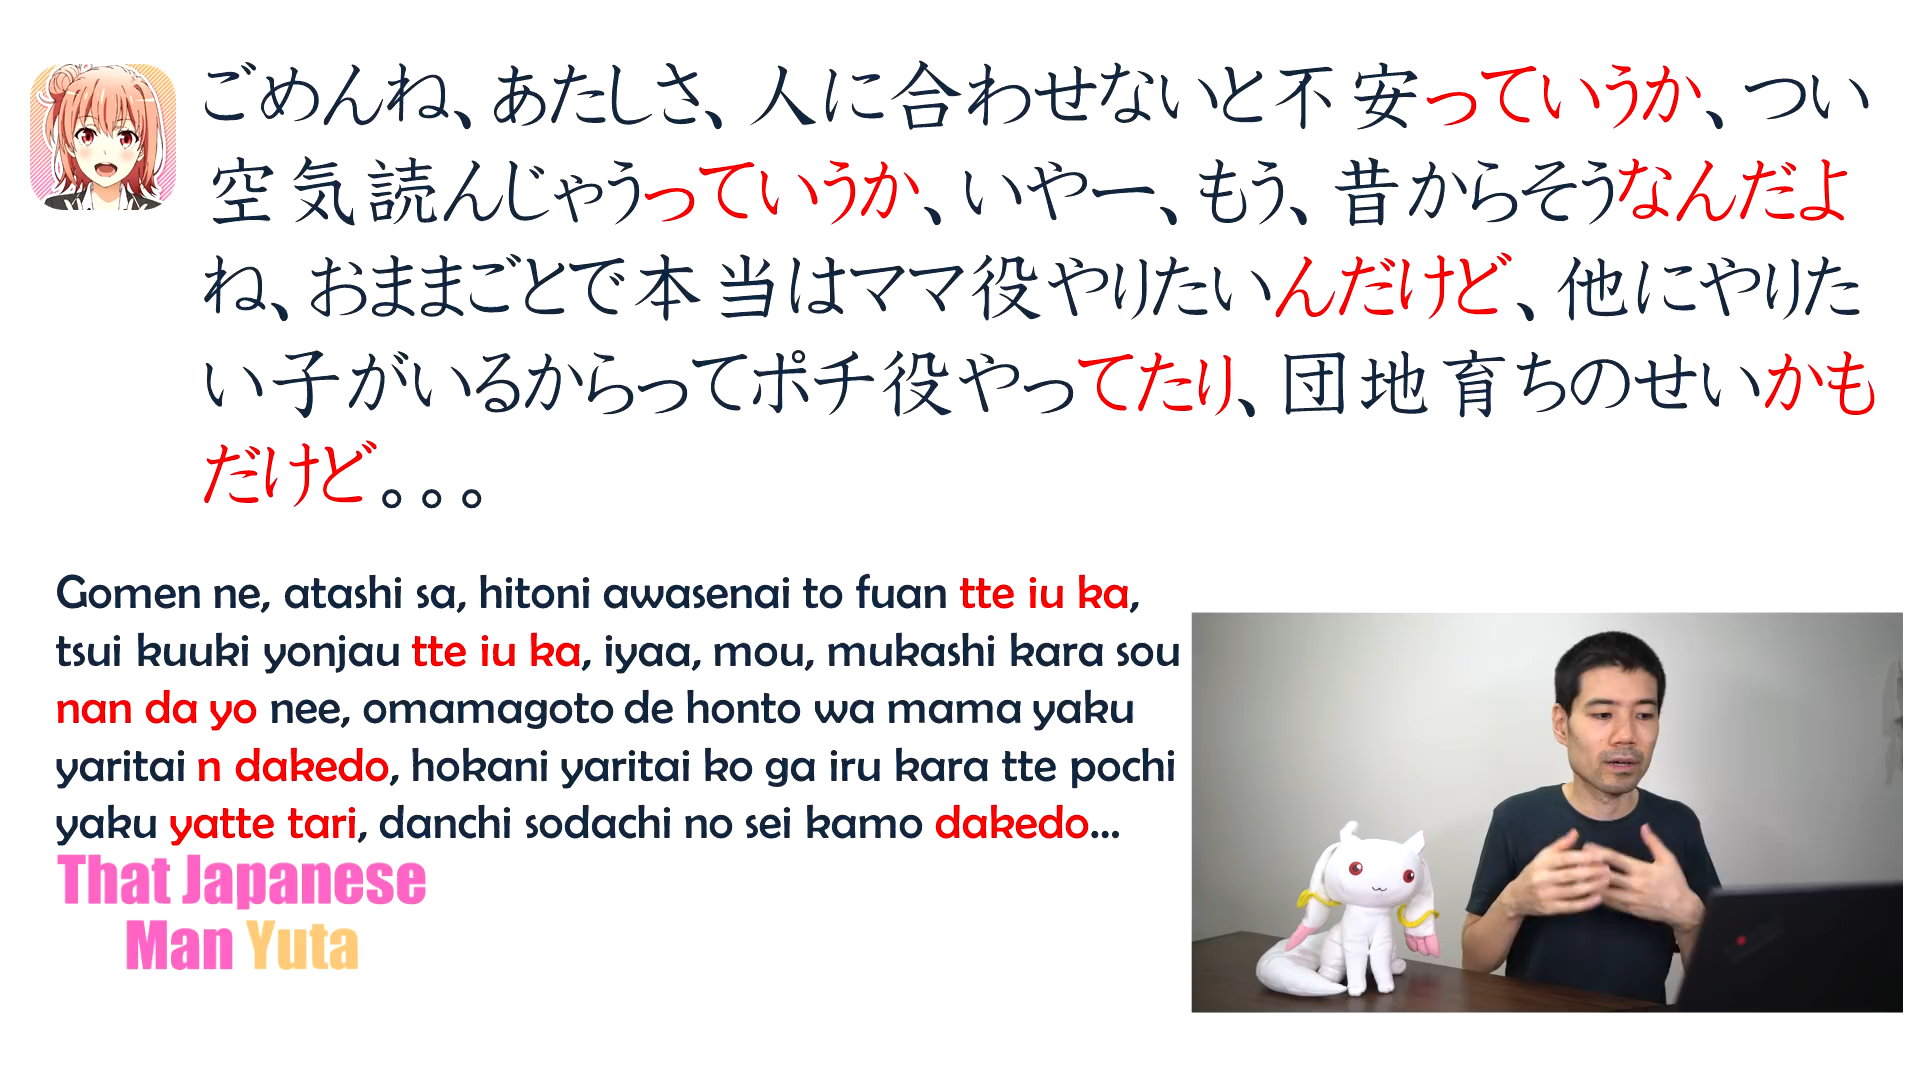 ごめんね、あたしさ、人に合わせないと不安っていうか、つい
空気読んじゃうっていうか、いやー、もう、昔からそうなんだよ
ね、おままごとで本当はママ役やりたいんだけど、他にやりた
い子がいるからってポチ役やってたり、団地育ちのせいかも
だけど。。。
Gomen ne, atashi sa, hitoni awasenai to fuan tte iu ka,
tsui kuuki yonjau tte iu ka, iyaa, mou, mukashi kara sou
nan da yo nee, omamagoto de honto wa mama yaku
yaritai n dakedo, hokani yaritai ko ga iru kara tte pochi
yaku yatte tari, danchi sodachi no sei kamo dakedo...
That Japanese
Man Yuta